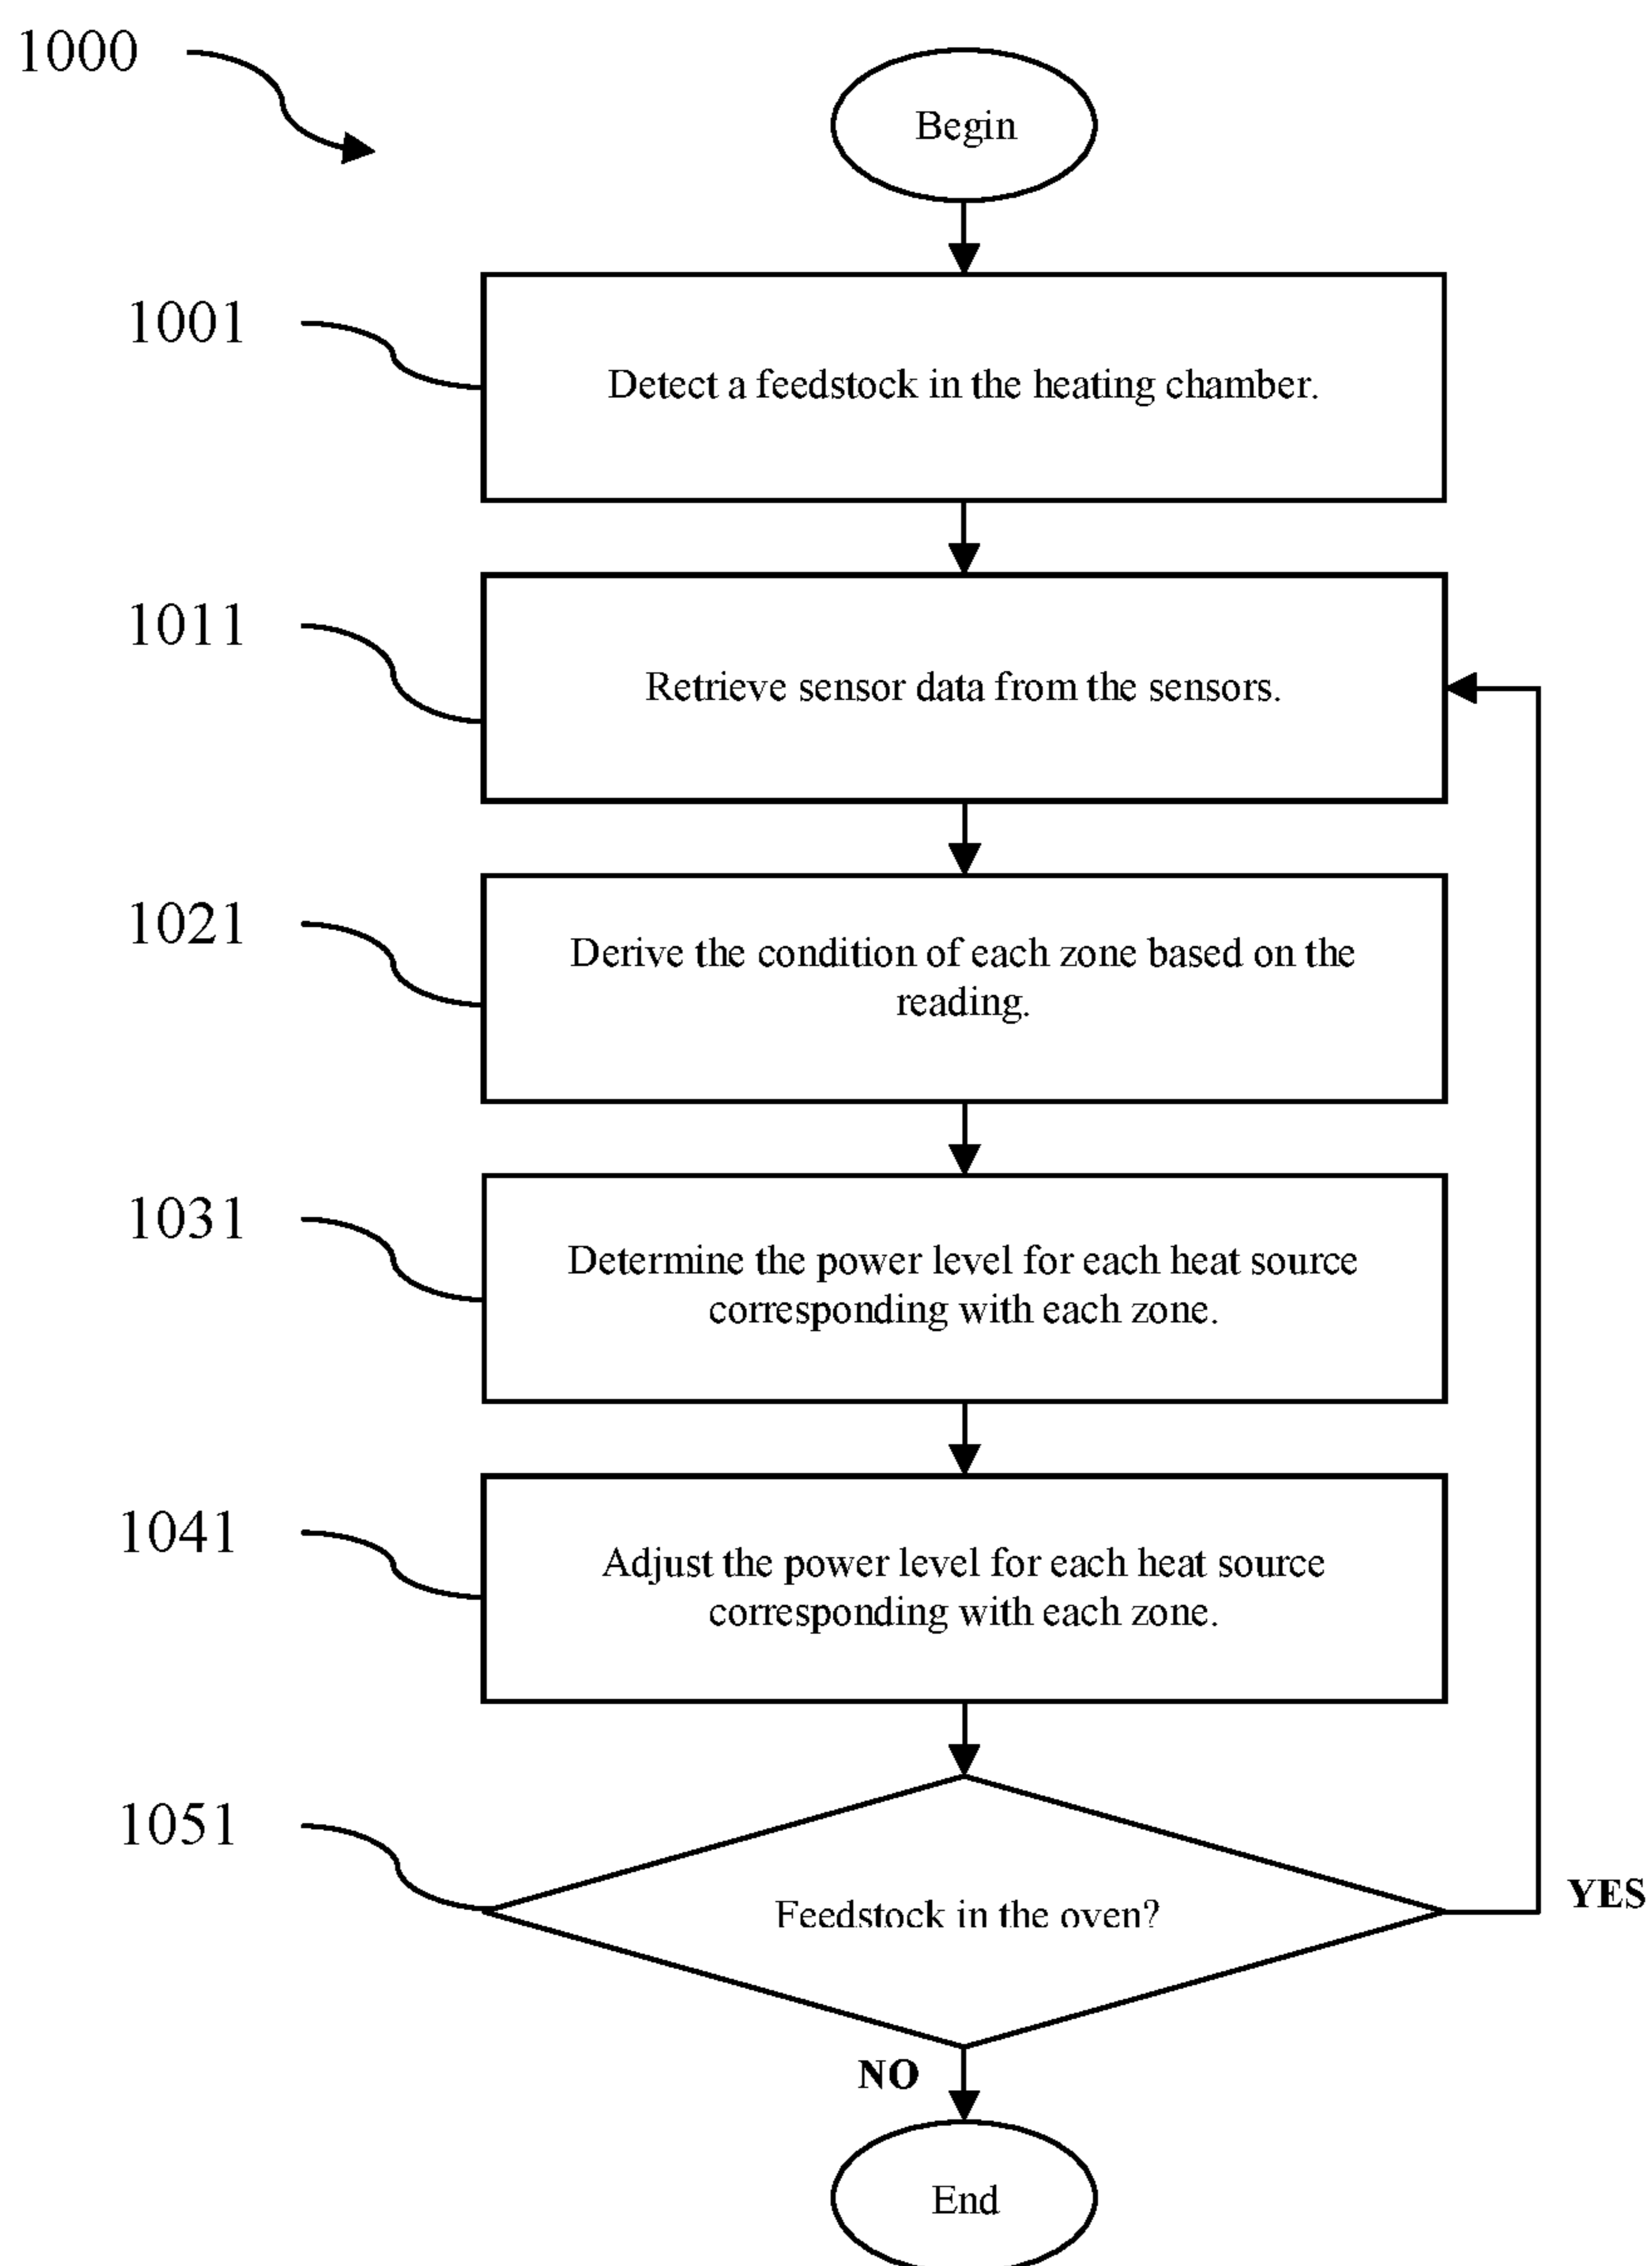 1000
Begin
1001
Detect a feedstock in the heating chamber.
1011
Retrieve sensor data from the sensors.
1021
Derive the condition of each zone based on the
reading.
1031
Determine the power level for each heat source
corresponding with each zone.
1041
Adjust the power level for each heat source
corresponding with each zone.
1051
Feedstock in the oven?
YES
NO
End